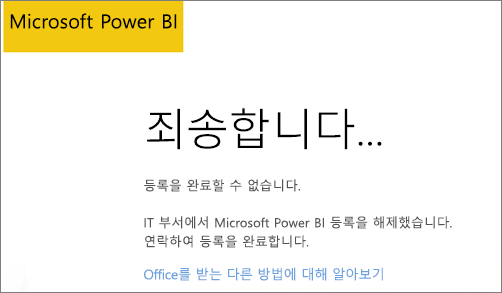 Microsoft Power BI
죄송합니다...
등록을 완료할 수 없습니다.
IT 부서에서 Microsoft Power BI 등록을 해제했습니다.
연락하여 등록을 완료합니다.
Office를 받는 다른 방법에 대해 알아보기